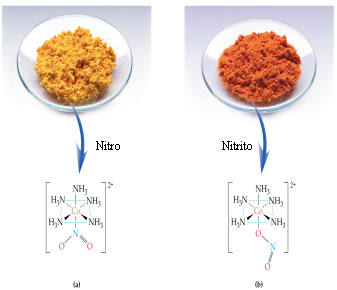 Nitro
Nitrito
2+
NH3
H3N NH3
Co
H3N NH3
N
O O
2+
NH3
H3N NH3
Co
H3N NH3
O
N
O
(a)
(b)